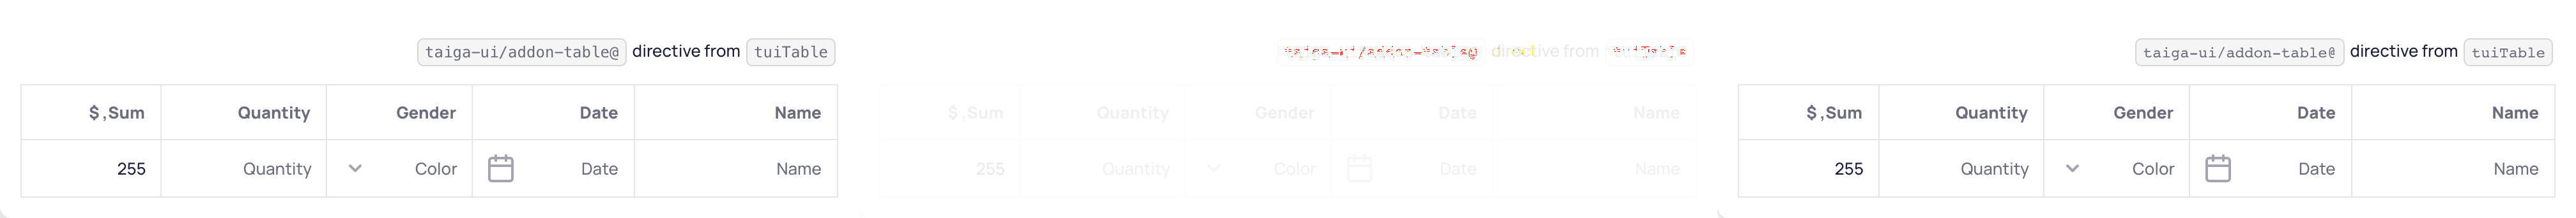 taiga-ui/addon-table@ directive from tuiTable
$ ,Sum Quantity Gender Date Name
255 Quantity Color Date Name
taiga-ui/addon-table@ directive from tuiTable
$ ,Sum Quantity Gender Date Name
255 Quantity Color Date Name
taiga-ui/addon-table@ directive from tuiTable
$ ,Sum Quantity Gender Date Name
255 Quantity Color Date Name